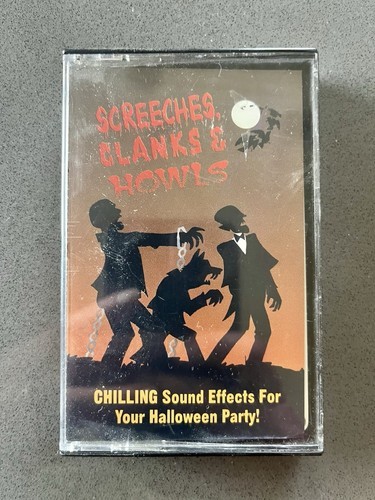 SCREECHES,
CLANKS &
HOWLS
CHILLING Sound Effects For
Your Halloween Party!